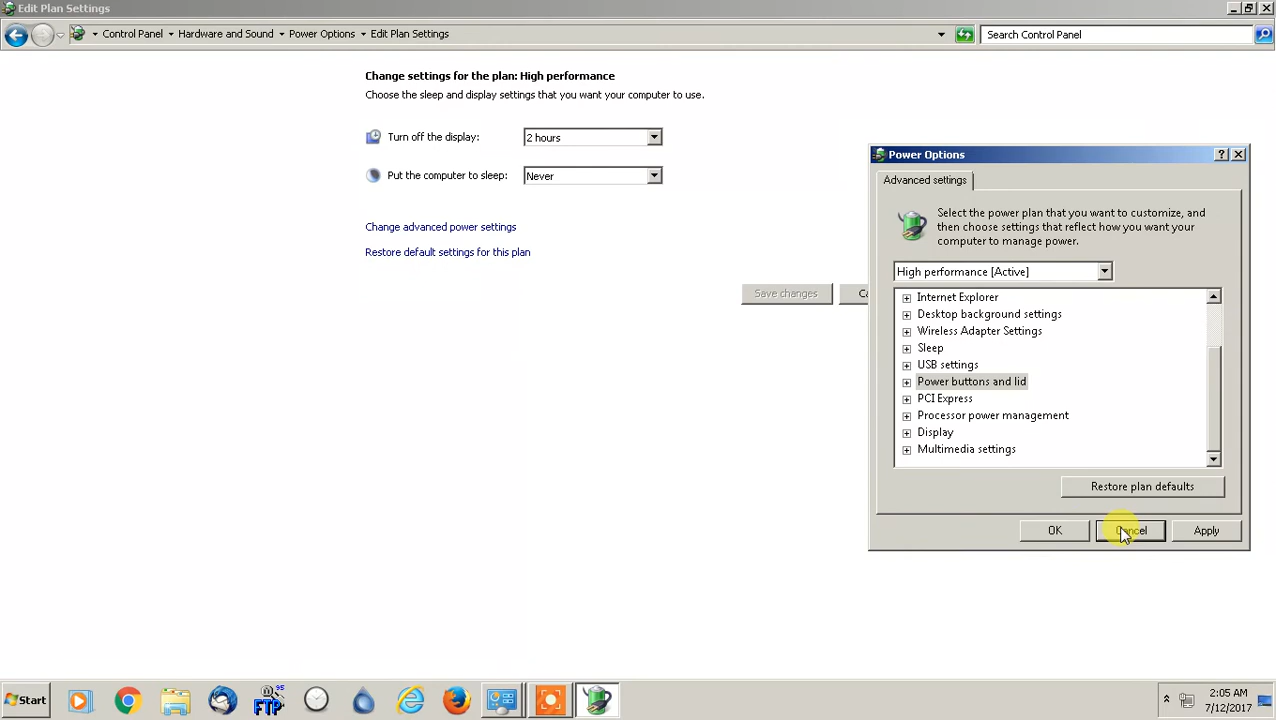 Edit Plan Settings
Control Panel Hardware and Sound Power Options Edit Plan Settings
Search Control Panel
Change settings for the plan: High performance
Choose the sleep and display settings that you want your computer to use.
Turn off the display: 2 hours
Put the computer to sleep: Never
Change advanced power settings
Restore default settings for this plan
Save changes
Power Options
Advanced settings
Select the power plan that you want to customize, and
then choose settings that reflect how you want your
computer to manage power.
High performance [Active]
Internet Explorer
Desktop background settings
Wireless Adapter Settings
Sleep
USB settings
Power buttons and lid
PCI Express
Processor power management
Display
Multimedia settings
Restore plan defaults
OK Cancel Apply
Start
FTP
2:05 AM
7/12/2017